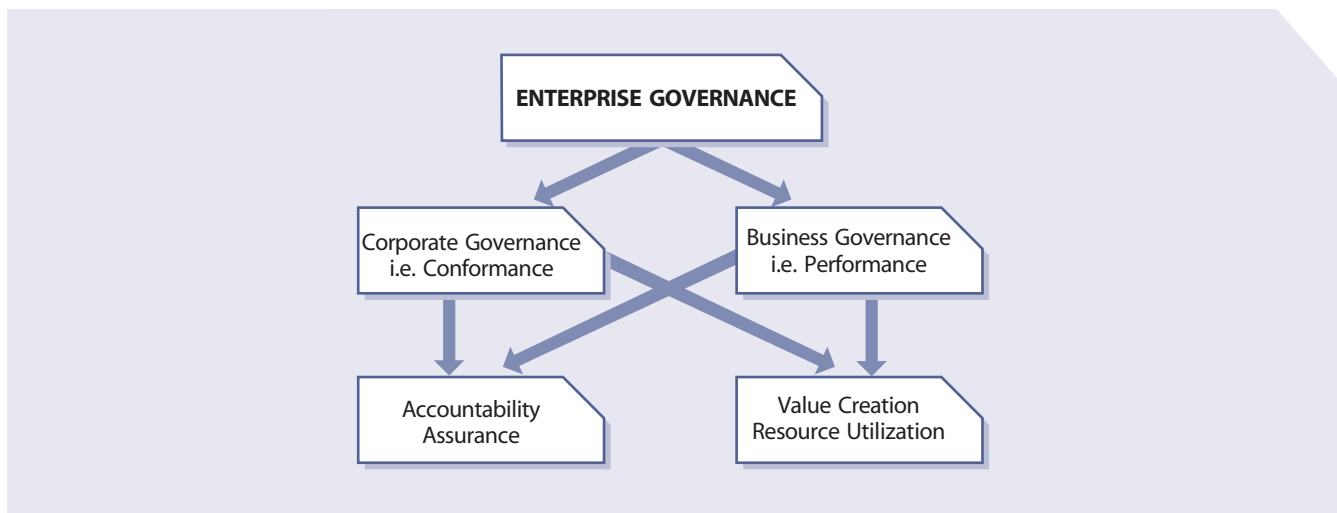 ENTERPRISE GOVERNANCE
Corporate Governance
i.e. Conformance
Business Governance
i.e. Performance
Accountability
Assurance
Value Creation
Resource Utilization